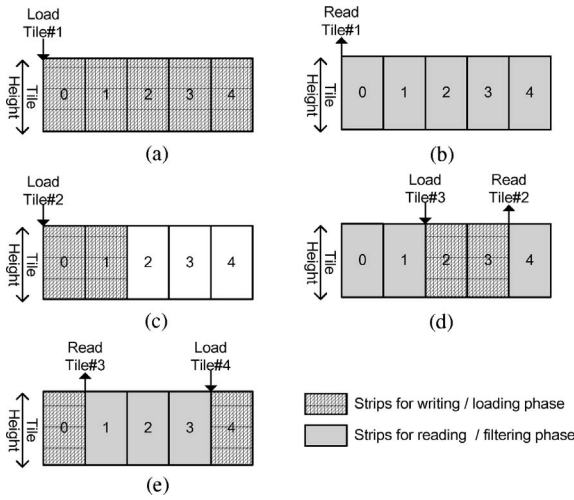 Load
Tile#1
Tile
Height
0 1 2 3 4
(a)
Read
Tile#1
Tile
Height
0 1 2 3 4
(b)
Load
Tile#2
Tile
Height
0 1 2 3 4
(c)
Load
Tile#3
Read
Tile#2
Tile
Height
0 1 2 3 4
(d)
Read
Tile#3
Load
Tile#4
Tile
Height
0 1 2 3 4
(e)
Strips for writing / loading phase
Strips for reading / filtering phase